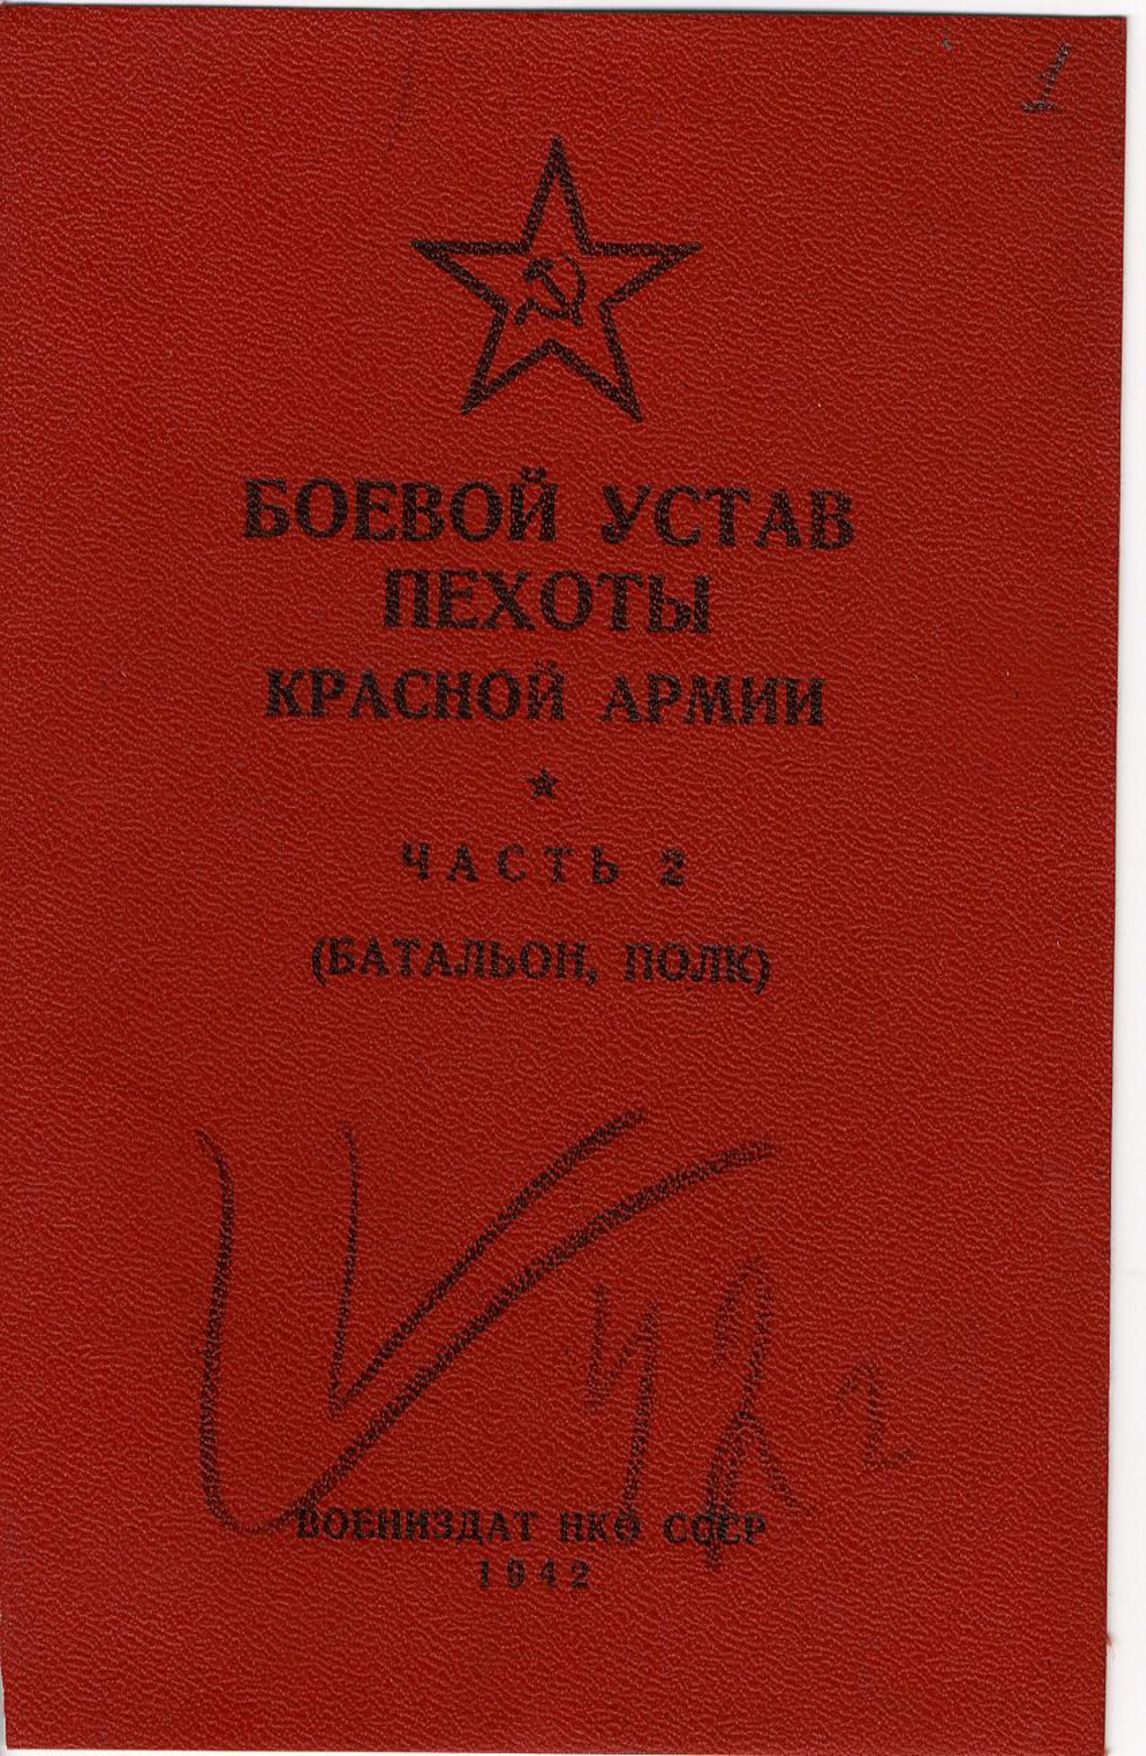 БОЕВОЙ УСТАВ
ПЕХОТЫ
КРАСНОЙ АРМИИ
ЧАСТЬ 2
(БАТАЛЬОН, ПОЛК)
ВОЕНИЗДАТ НКО СССР
1942